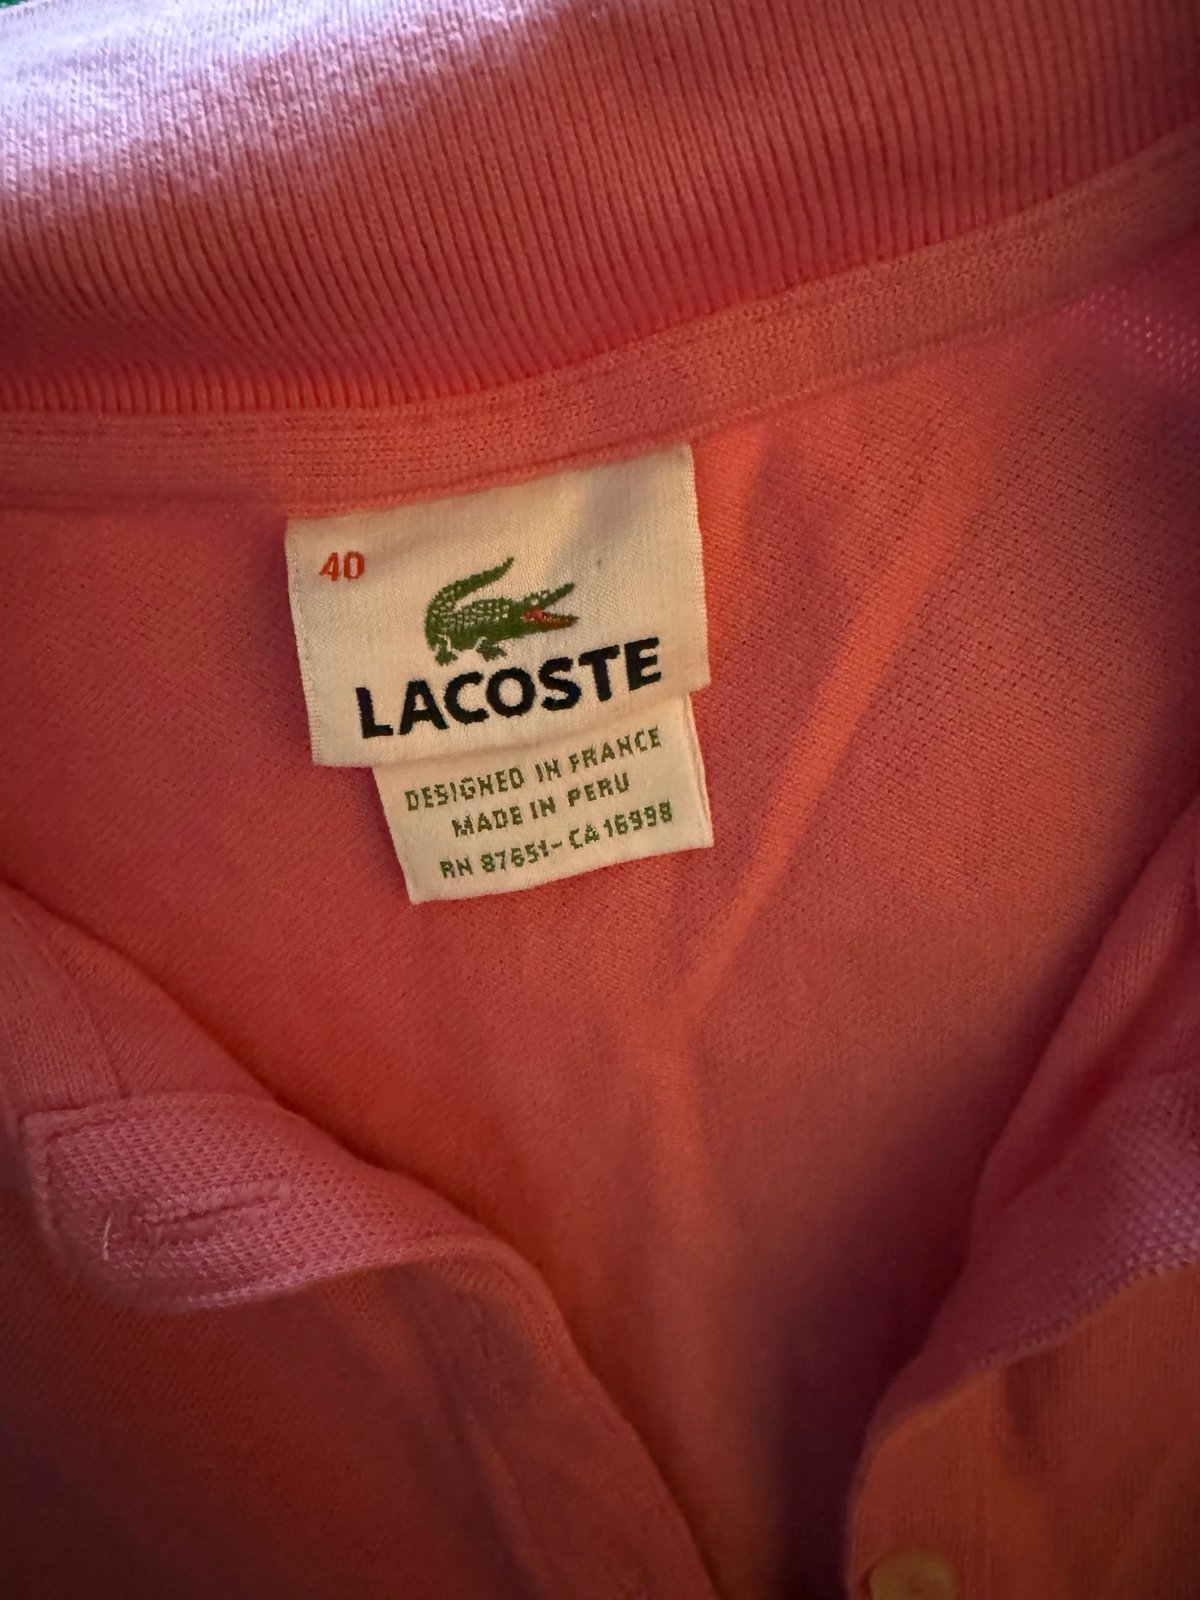 40
LACOSTE
DESIGNED IN FRANCE
MADE IN PERU
RN 87651-CA 16998